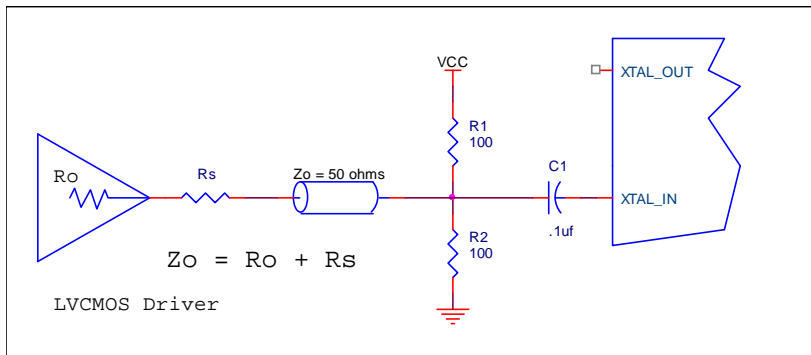 VCC
XTAL_OUT
R1
100
C1
Ro
Rs
Zo = 50 ohms
XTAL_IN
.1uf
R2
100
Zo = Ro + Rs
LVCMOS Driver